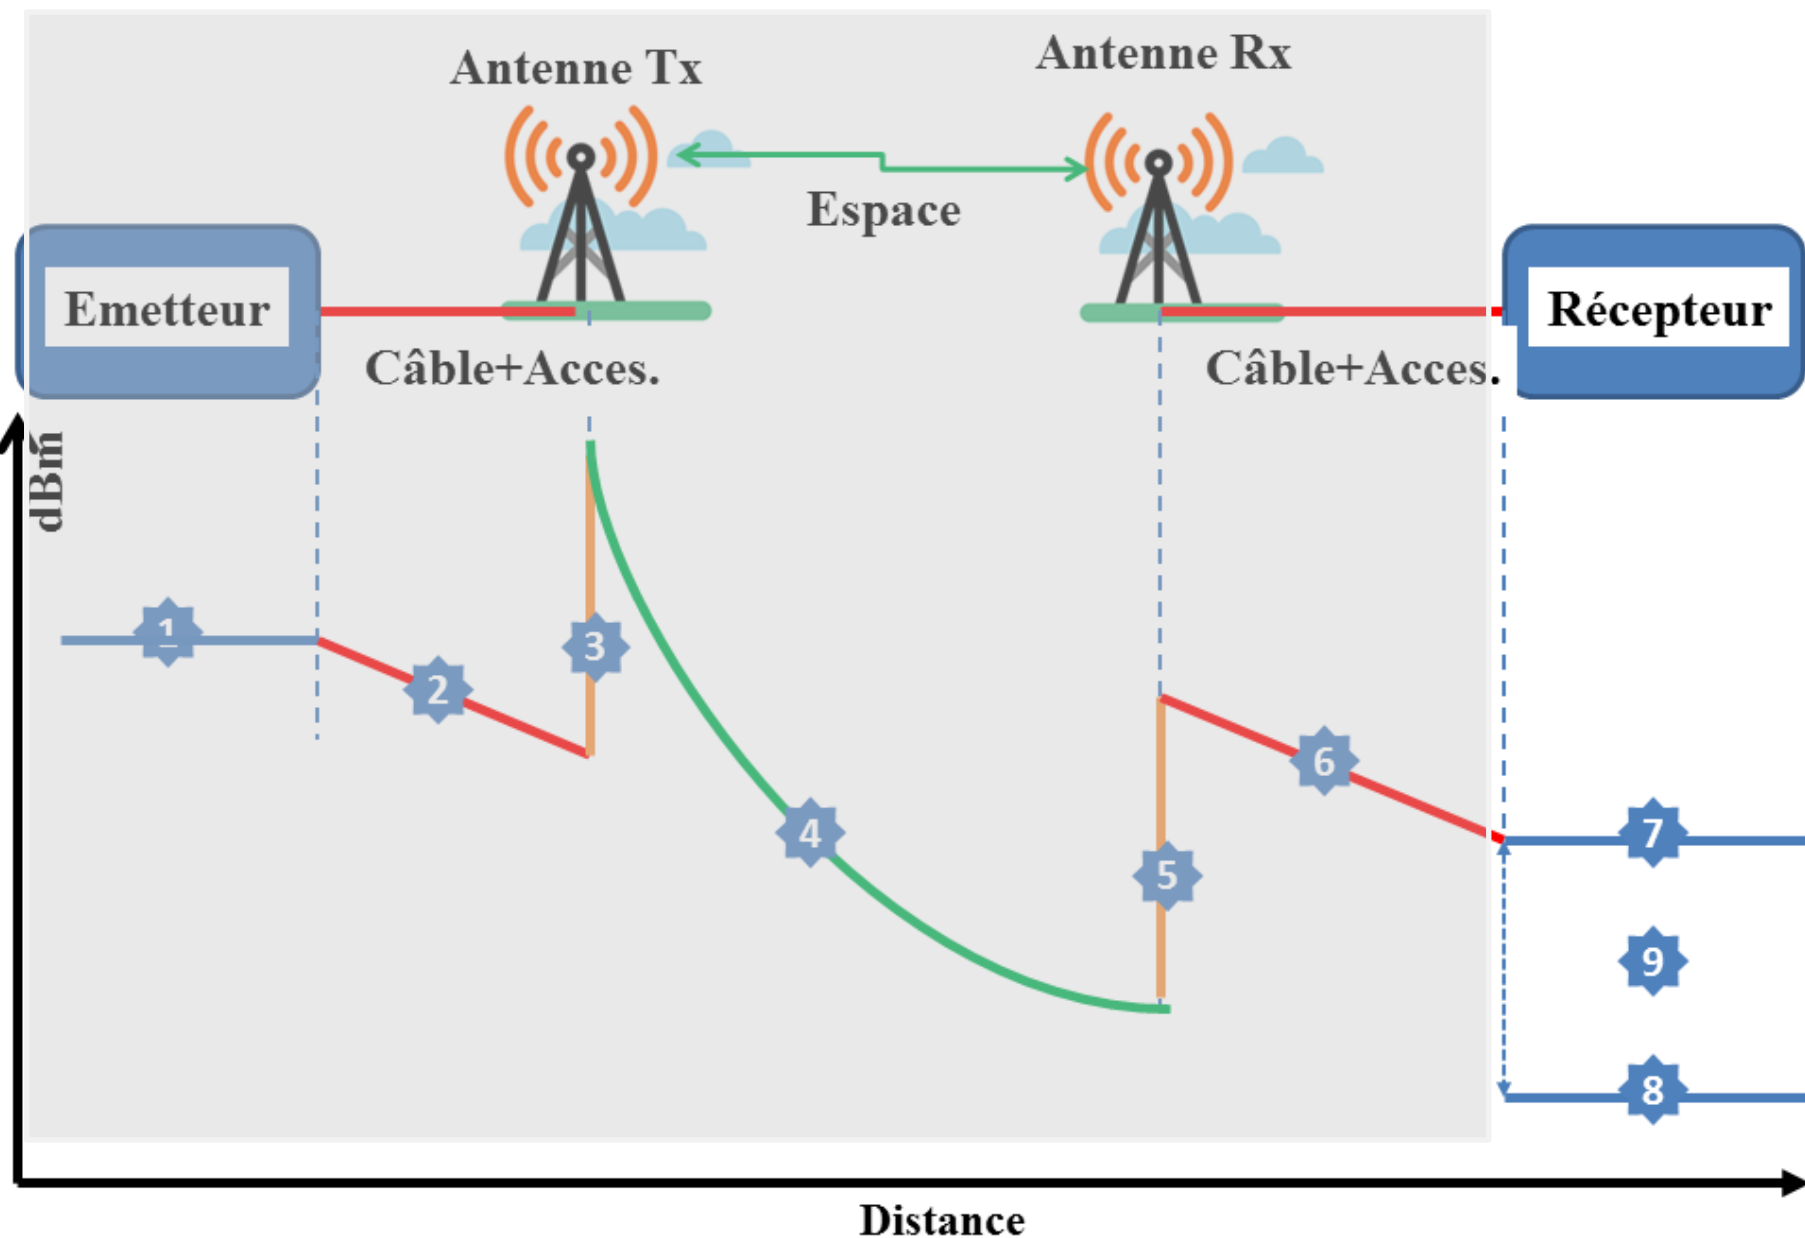 Antenne Tx
Antenne Rx
Espace
Emetteur
Récepteur
Câble+Acces.
Câble+Acces.
dBm
1
2
3
4
5
6
7
9
8
Distance